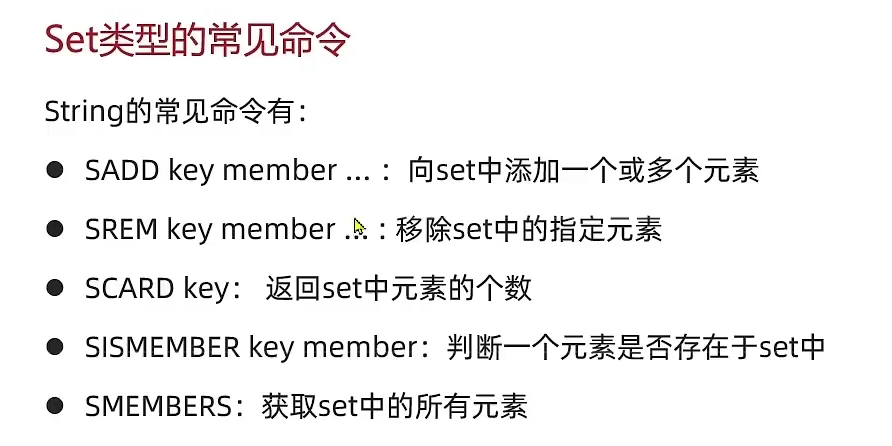 Set类型的常见命令
String的常见命令有：
● SADD key member ... ：向set中添加一个或多个元素
● SREM key member ... : 移除set中的指定元素
● SCARD key： 返回set中元素的个数
● SISMEMBER key member：判断一个元素是否存在于set中
● SMEMBERS：获取set中的所有元素